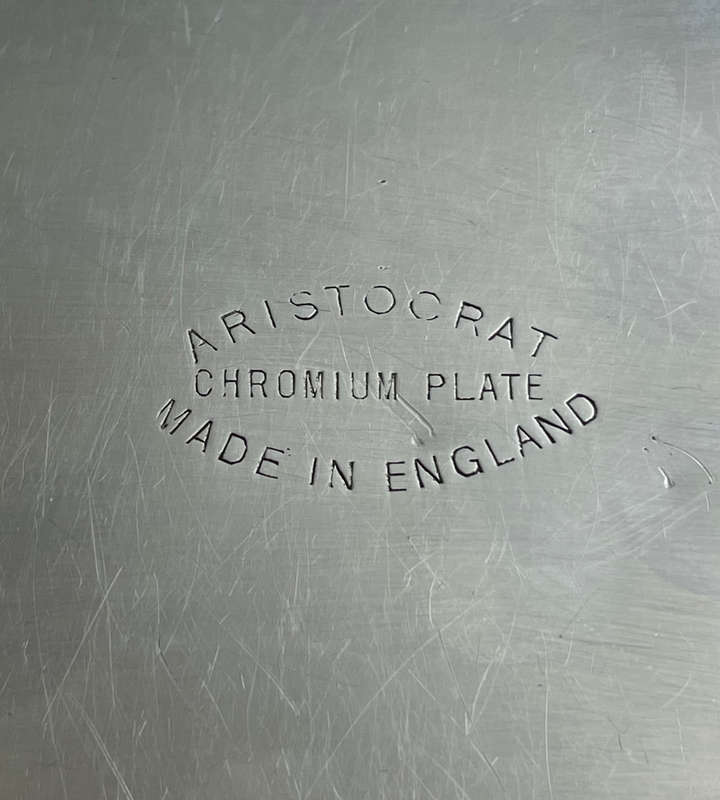 ARISTOCRAT
CHROMIUM PLATE
MADE IN ENGLAND